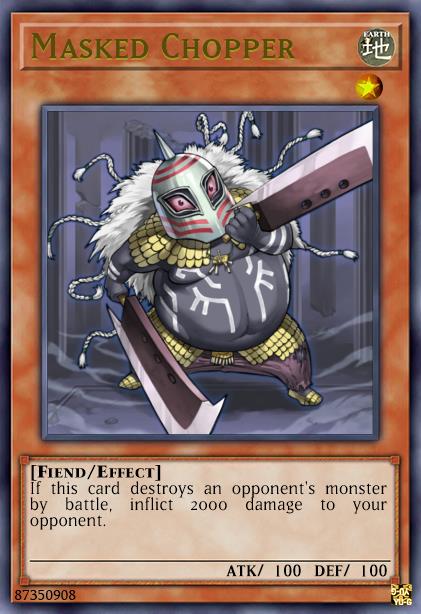 Masked Chopper
EARTH
地
[Fiend/Effect]
If this card destroys an opponent's monster
by battle, inflict 2000 damage to your
opponent.
ATK/ 100 DEF/ 100
87350908